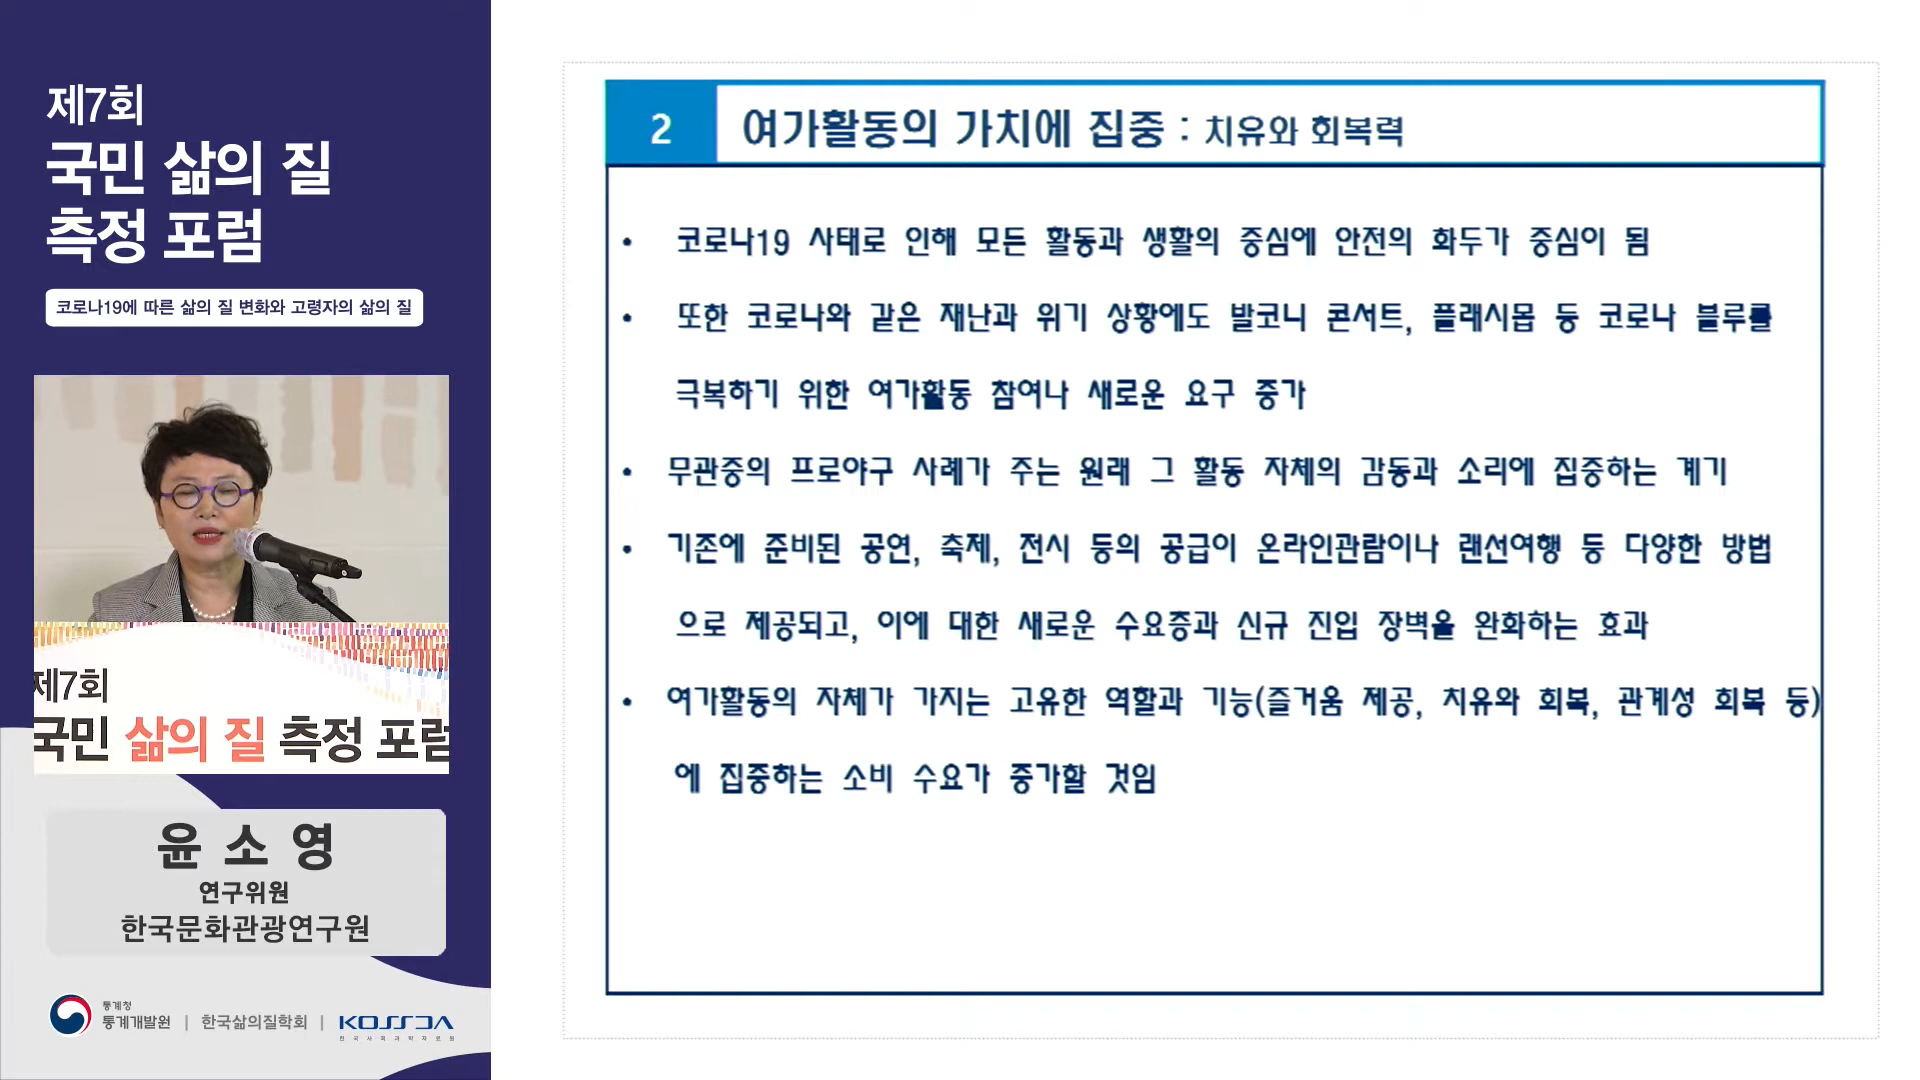 제7회
국민 삶의 질
측정 포럼
코로나19에 따른 삶의 질 변화와 고령자의 삶의 질
제7회
국민 삶의 질 측정 포럼
윤 소 영
연구위원
한국문화관광연구원
통계청
통계개발원 | 한국삶의질학회 | KOSSDA
한국사회과학자료원
2 여가활동의 가치에 집중 : 치유와 회복력
• 코로나19 사태로 인해 모든 활동과 생활의 중심에 안전의 화두가 중심이 됨
• 또한 코로나와 같은 재난과 위기 상황에도 발코니 콘서트, 플래시몹 등 코로나 블루를
극복하기 위한 여가활동 참여나 새로운 요구 증가
• 무관중의 프로야구 사례가 주는 원래 그 활동 자체의 감동과 소리에 집중하는 계기
• 기존에 준비된 공연, 축제, 전시 등의 공급이 온라인관람이나 랜선여행 등 다양한 방법
으로 제공되고, 이에 대한 새로운 수요층과 신규 진입 장벽을 완화하는 효과
• 여가활동의 자체가 가지는 고유한 역할과 기능(즐거움 제공, 치유와 회복, 관계성 회복 등)
에 집중하는 소비 수요가 증가할 것임